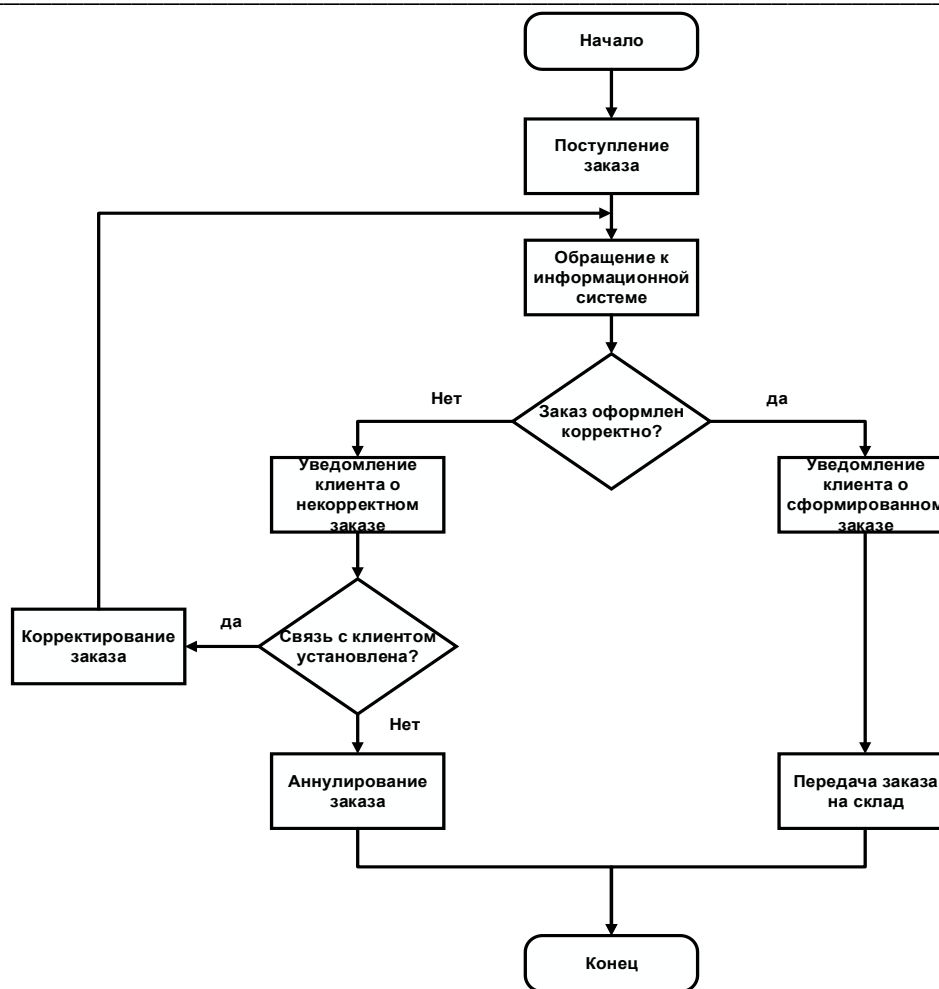 Начало
Поступление
заказа
Обращение к
информационной
системе
Заказ оформлен
корректно?
Нет
да
Уведомление
клиента о
некорректном
заказе
Уведомление
клиента о
сформированном
заказе
Связь с клиентом
установлена?
да
Нет
Корректирование
заказа
Аннулирование
заказа
Передача заказа
на склад
Конец